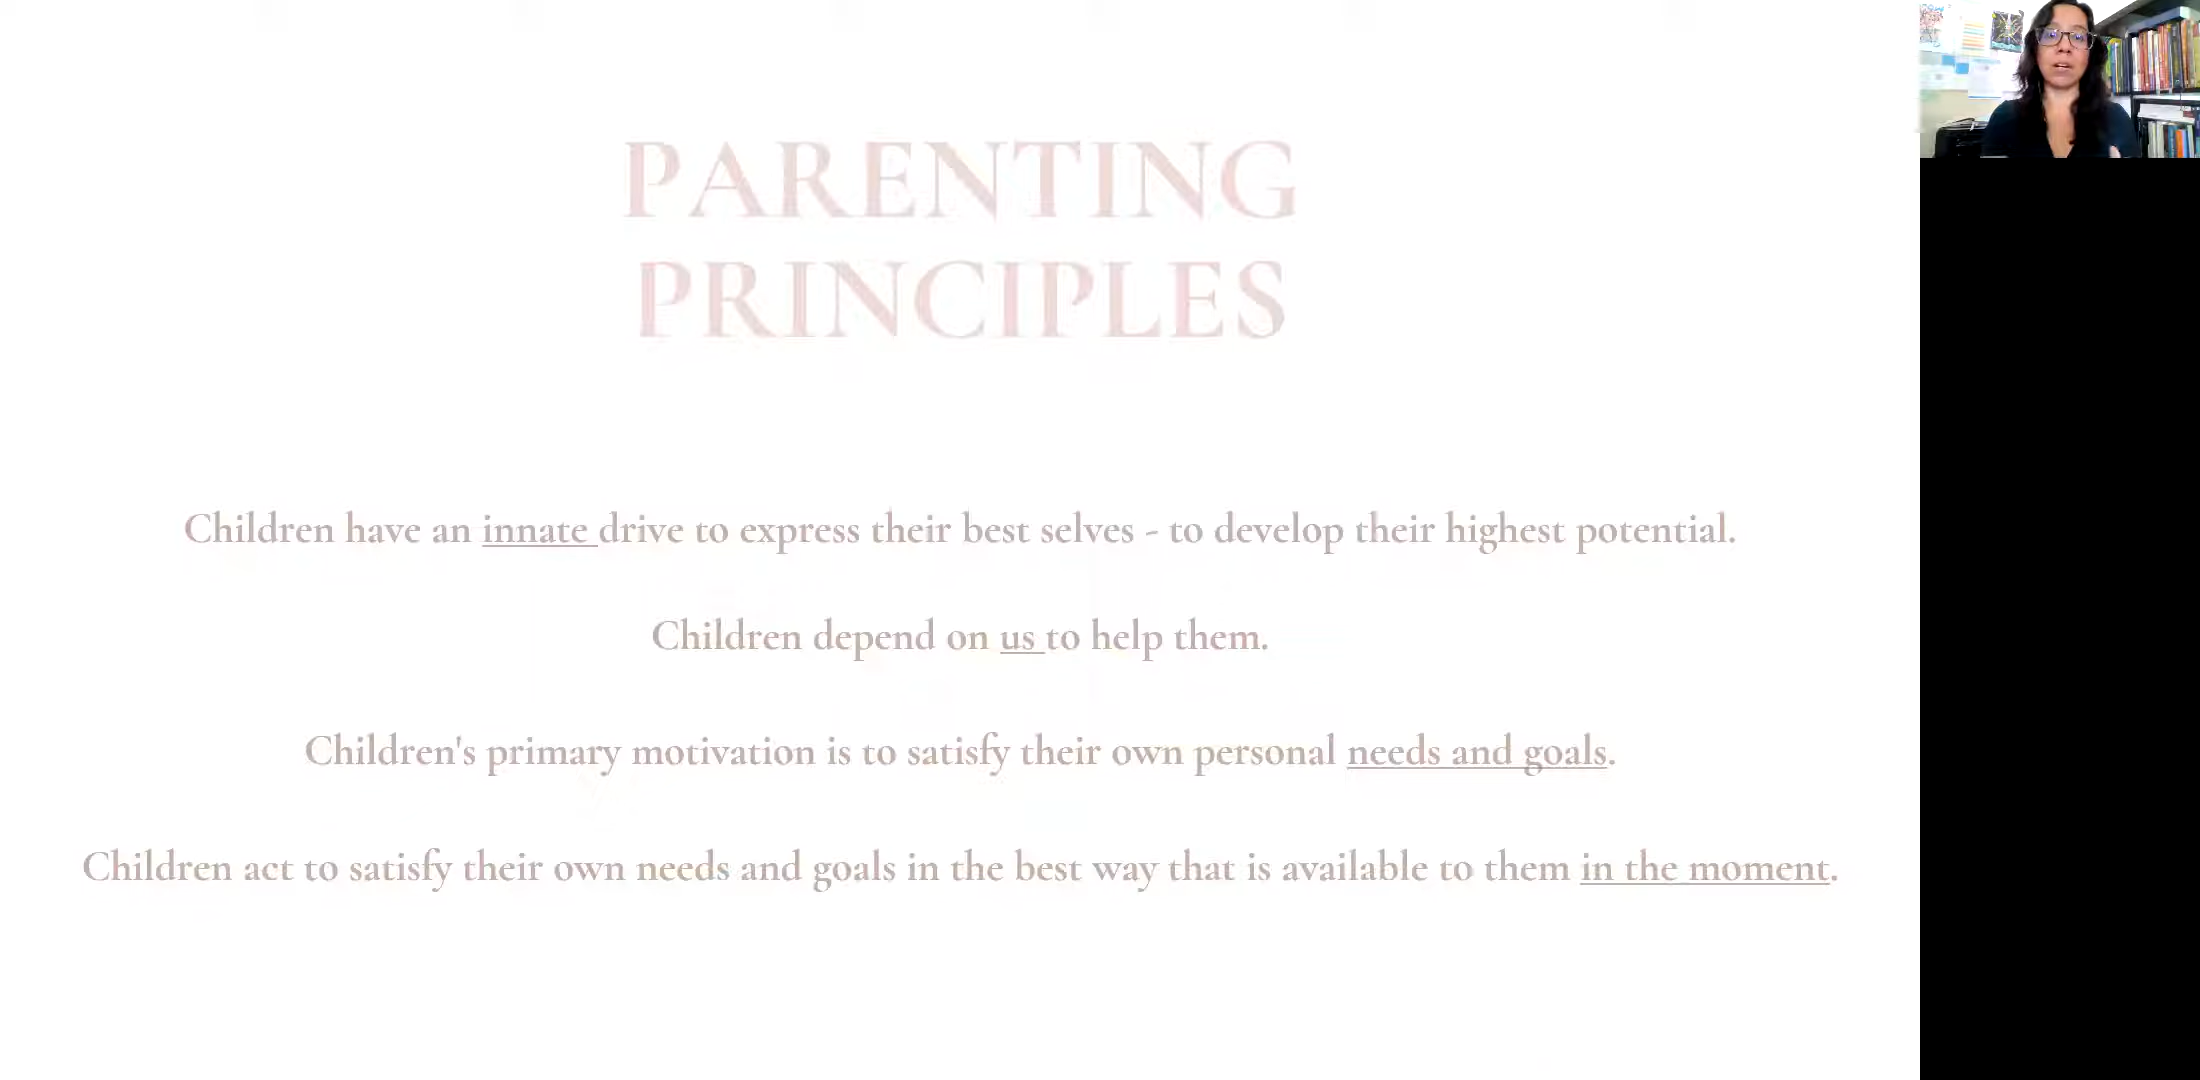 PARENTING
PRINCIPLES
Children have an innate drive to express their best selves - to develop their highest potential.
Children depend on us to help them.
Children's primary motivation is to satisfy their own personal needs and goals.
Children act to satisfy their own needs and goals in the best way that is available to them in the moment.